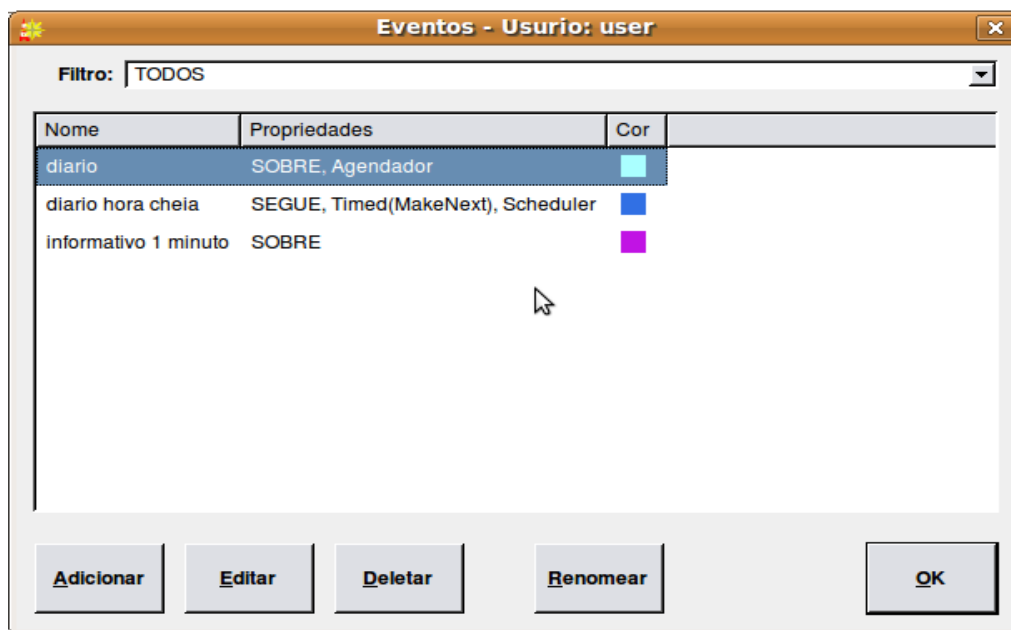 Eventos - Usurio: user
Filtro: TODOS
Nome Propriedades Cor
diario SOBRE, Agendador
diario hora cheia SEGUE, Timed(MakeNext), Scheduler
informativo 1 minuto SOBRE
Adicionar Editar Deletar Renomear OK